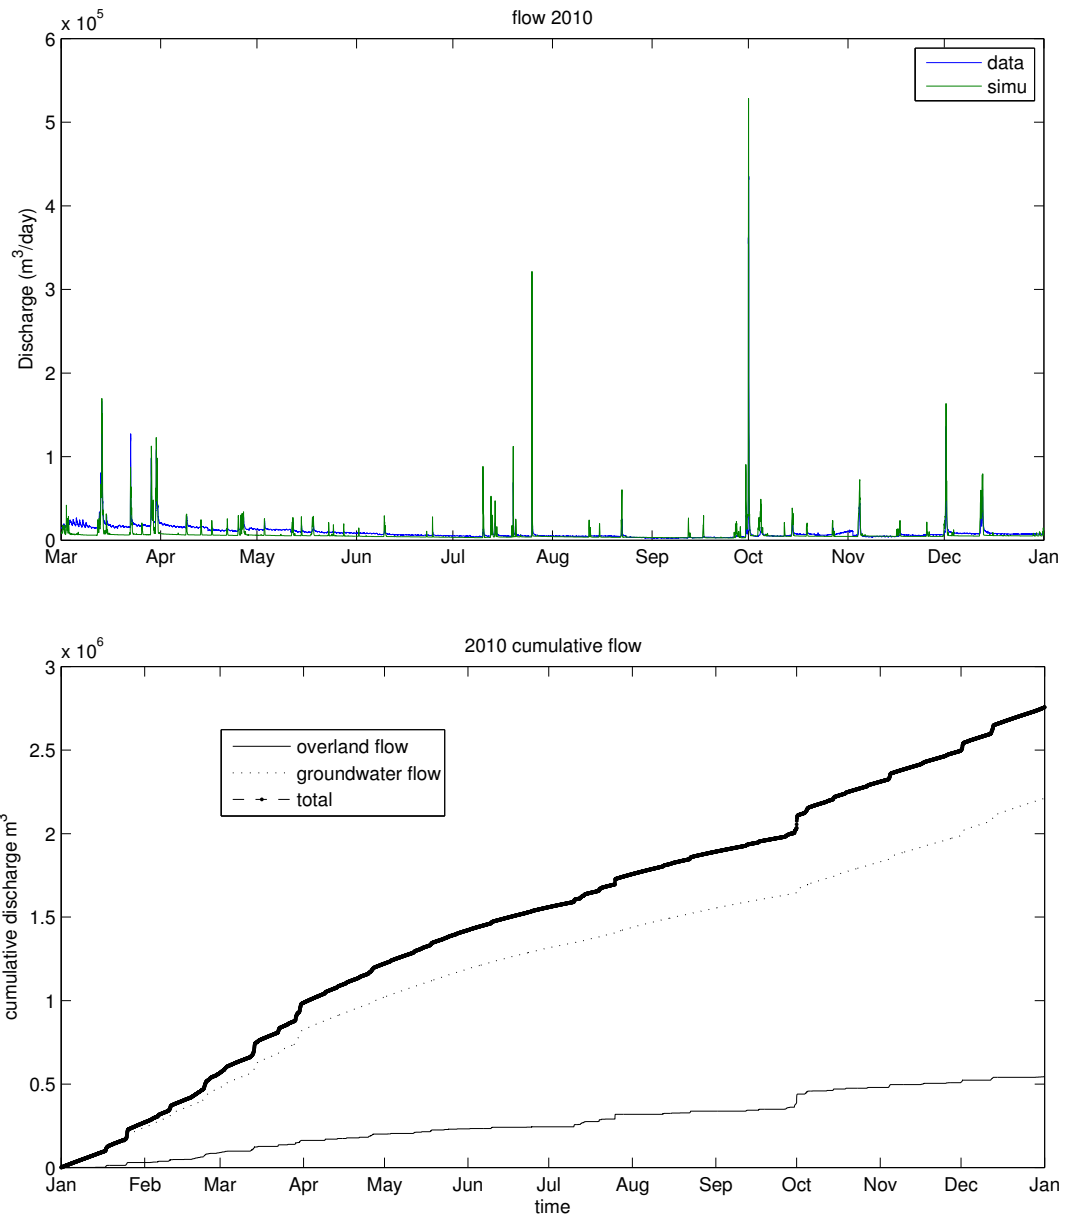 flow 2010
x 10^5
6
5
4
3
2
1
0
Discharge (m^3/day)
data
simu
Mar Apr May Jun Jul Aug Sep Oct Nov Dec Jan
2010 cumulative flow
x 10^6
3
2.5
2
1.5
1
0.5
0
cumulative discharge m^3
overland flow
groundwater flow
total
Jan Feb Mar Apr May Jun Jul Aug Sep Oct Nov Dec Jan
time